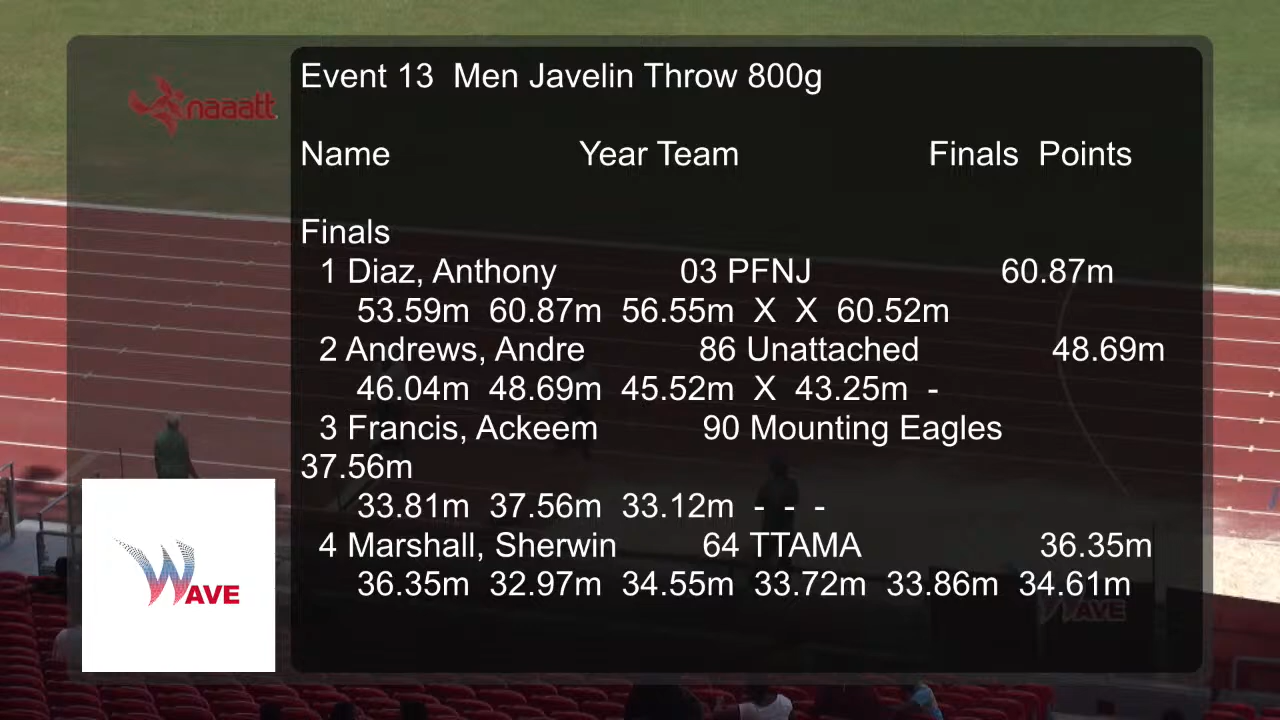 naaatt
Event 13 Men Javelin Throw 800g
Name Year Team Finals Points
Finals
1 Diaz, Anthony 03 PFNJ 60.87m
53.59m 60.87m 56.55m X X 60.52m
2 Andrews, Andre 86 Unattached 48.69m
46.04m 48.69m 45.52m X 43.25m -
3 Francis, Ackeem 90 Mounting Eagles
37.56m
33.81m 37.56m 33.12m - - -
4 Marshall, Sherwin 64 TTAMA 36.35m
36.35m 32.97m 34.55m 33.72m 33.86m 34.61m
WAVE
WAVE